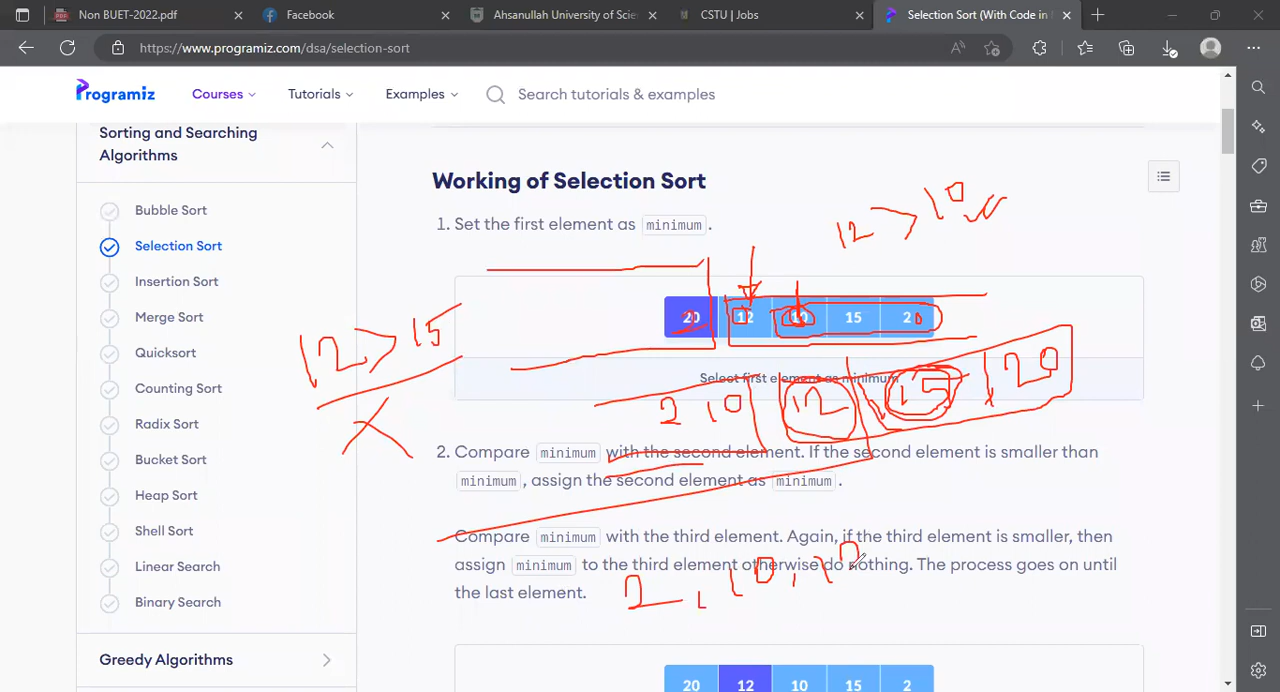 Non BUET-2022.pdf
Facebook
Ahsanullah University of Scie
CSTU | Jobs
Selection Sort (With Code in
https://www.programiz.com/dsa/selection-sort
Programiz
Courses
Tutorials
Examples
Search tutorials & examples
Sorting and Searching
Algorithms
Bubble Sort
Selection Sort
Insertion Sort
Merge Sort
Quicksort
Counting Sort
Radix Sort
Bucket Sort
Heap Sort
Shell Sort
Linear Search
Binary Search
Greedy Algorithms
Working of Selection Sort
1. Set the first element as minimum.
12 > 10
20 12 10 15 2
12 > 15
Select first element as minimum
2, 10 12 15 20
2. Compare minimum with the second element. If the second element is smaller than
minimum, assign the second element as minimum.
Compare minimum with the third element. Again, if the third element is smaller, then
assign minimum to the third element otherwise do nothing. The process goes on until
the last element.
2, 10,
20 12 10 15 2